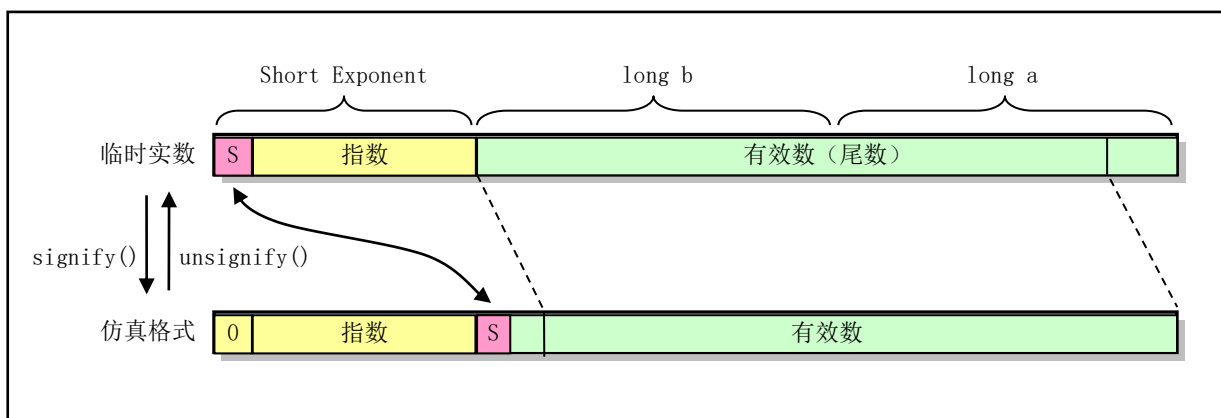 Short Exponent
long b
long a
临时实数
S
指数
有效数（尾数）
signify()
unsignify()
仿真格式
0
指数
S
有效数